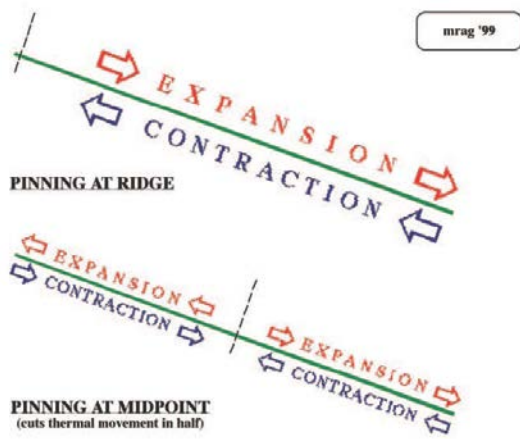 mrag '99
EXPANSION
CONTRACTION
PINNING AT RIDGE
EXPANSION
CONTRACTION
EXPANSION
CONTRACTION
PINNING AT MIDPOINT
(cuts thermal movement in half)